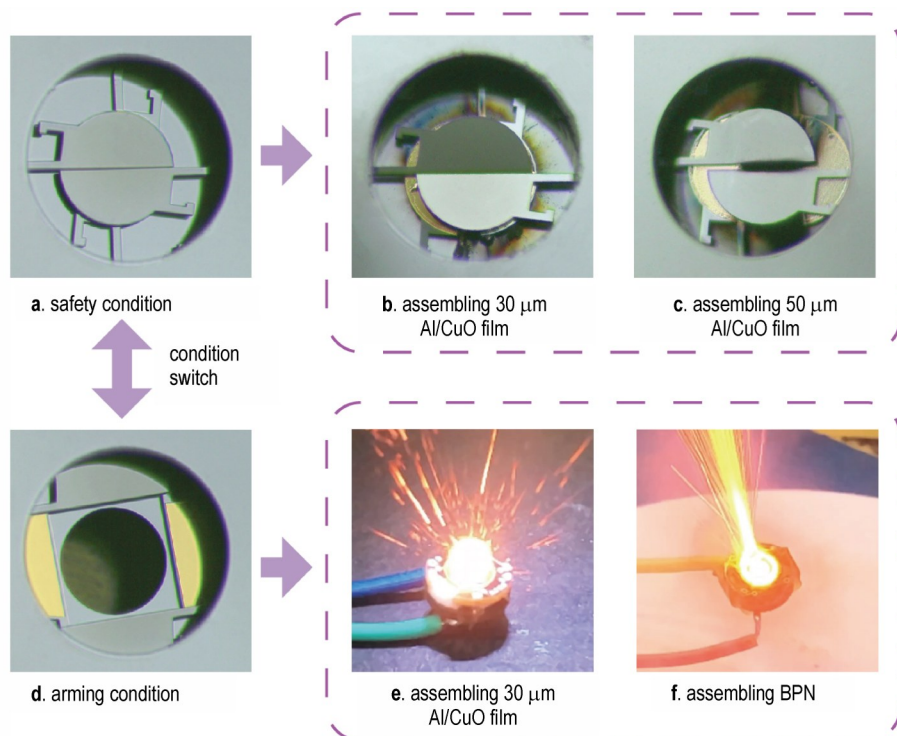 a. safety condition
b. assembling 30 μm
Al/CuO film
c. assembling 50 μm
Al/CuO film
condition
switch
d. arming condition
e. assembling 30 μm
Al/CuO film
f. assembling BPN